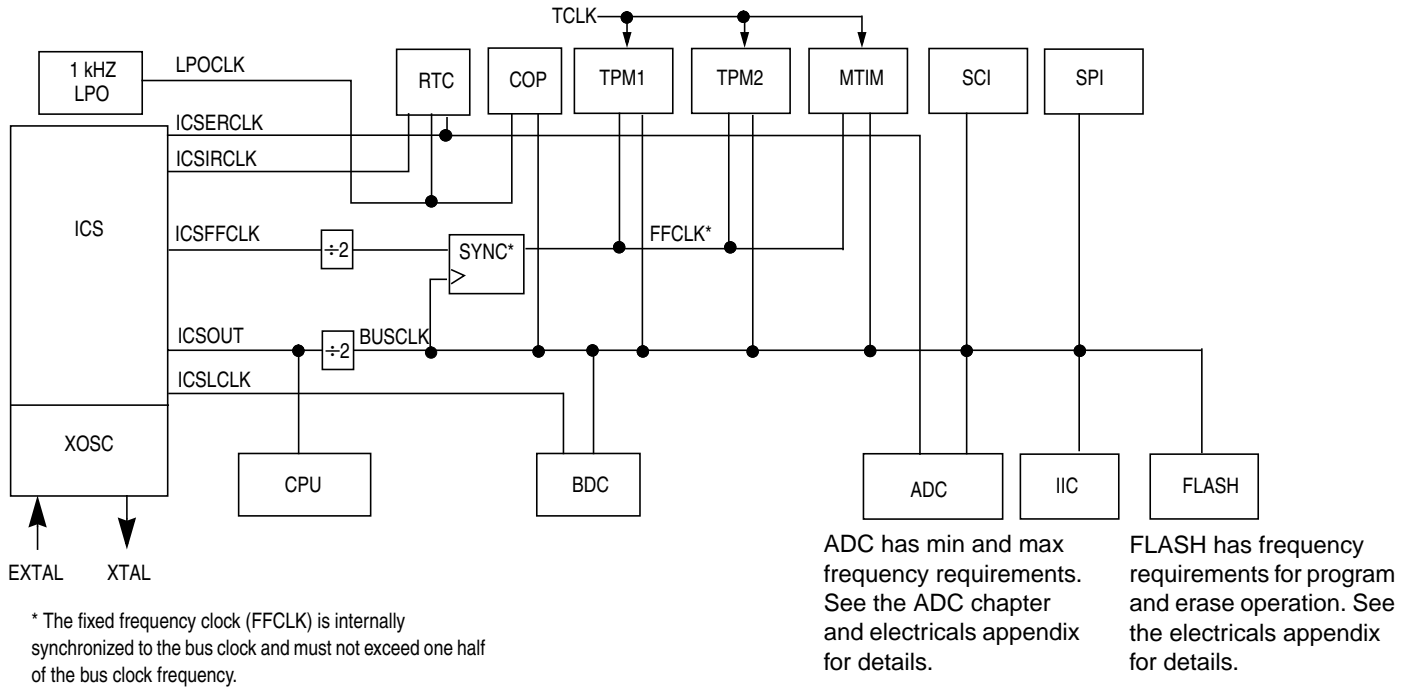 TCLK
1 kHZ
LPO
LPOCLK
RTC
COP
TPM1
TPM2
MTIM
SCI
SPI
ICSERCLK
ICSIRCLK
ICS
ICSFFCLK
÷2
SYNC*
FFCLK*
ICSOUT
÷2
BUSCLK
ICSLCLK
XOSC
CPU
BDC
ADC
IIC
FLASH
EXTAL
XTAL
ADC has min and max
frequency requirements.
See the ADC chapter
and electricals appendix
for details.
FLASH has frequency
requirements for program
and erase operation. See
the electricals appendix
for details.
* The fixed frequency clock (FFCLK) is internally
synchronized to the bus clock and must not exceed one half
of the bus clock frequency.